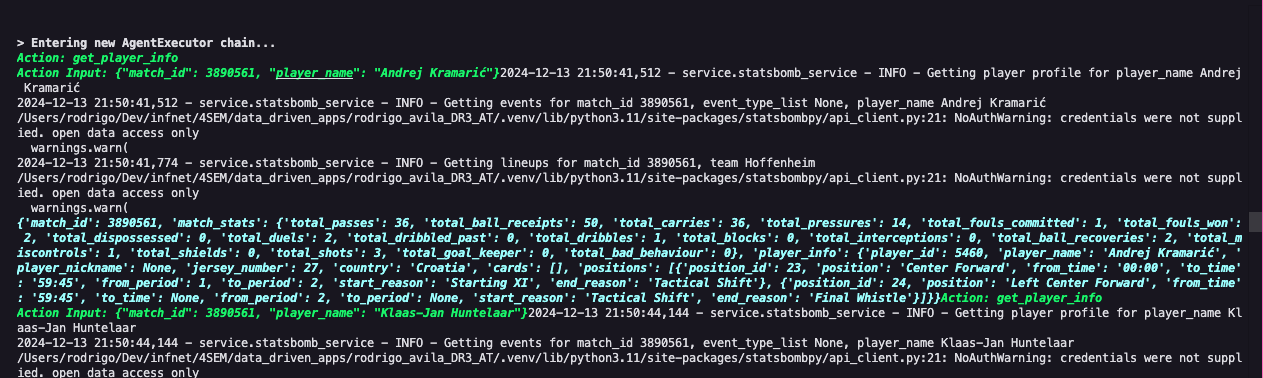 > Entering new AgentExecutor chain...
Action: get_player_info
Action Input: {"match_id": 3890561, "player_name": "Andrej Kramarić"}2024-12-13 21:50:41,512 - service.statsbomb_service - INFO - Getting player profile for player_name Andrej
Kramarić
2024-12-13 21:50:41,512 - service.statsbomb_service - INFO - Getting events for match_id 3890561, event_type_list None, player_name Andrej Kramarić
/Users/rodrigo/Dev/infnet/4SEM/data_driven_apps/rodrigo_avila_DR3_AT/.venv/lib/python3.11/site-packages/statsbombpy/api_client.py:21: NoAuthWarning: credentials were not suppl
ied. open data access only
warnings.warn(
2024-12-13 21:50:41,774 - service.statsbomb_service - INFO - Getting lineups for match_id 3890561, team Hoffenheim
/Users/rodrigo/Dev/infnet/4SEM/data_driven_apps/rodrigo_avila_DR3_AT/.venv/lib/python3.11/site-packages/statsbombpy/api_client.py:21: NoAuthWarning: credentials were not suppl
ied. open data access only
warnings.warn(
{'match_id': 3890561, 'match_stats': {'total_passes': 36, 'total_ball_receipts': 50, 'total_carries': 36, 'total_pressures': 14, 'total_fouls_committed': 1, 'total_fouls_won':
2, 'total_dispossessed': 0, 'total_duels': 2, 'total_dribbled_past': 0, 'total_dribbles': 1, 'total_blocks': 0, 'total_interceptions': 0, 'total_ball_recoveries': 2, 'total_m
iscontrols': 1, 'total_shields': 0, 'total_shots': 3, 'total_goal_keeper': 0, 'total_bad_behaviour': 0}, 'player_info': {'player_id': 5460, 'player_name': 'Andrej Kramarić', '
player_nickname': None, 'jersey_number': 27, 'country': 'Croatia', 'cards': [], 'positions': [{'position_id': 23, 'position': 'Center Forward', 'from_time': '00:00', 'to_time'
: '59:45', 'from_period': 1, 'to_period': 2, 'start_reason': 'Starting XI', 'end_reason': 'Tactical Shift'}, {'position_id': 24, 'position': 'Left Center Forward', 'from_time'
: '59:45', 'to_time': None, 'from_period': 2, 'to_period': None, 'start_reason': 'Tactical Shift', 'end_reason': 'Final Whistle'}]}}Action: get_player_info
Action Input: {"match_id": 3890561, "player_name": "Klaas-Jan Huntelaar"}2024-12-13 21:50:44,144 - service.statsbomb_service - INFO - Getting player profile for player_name Kl
aas-Jan Huntelaar
2024-12-13 21:50:44,144 - service.statsbomb_service - INFO - Getting events for match_id 3890561, event_type_list None, player_name Klaas-Jan Huntelaar
/Users/rodrigo/Dev/infnet/4SEM/data_driven_apps/rodrigo_avila_DR3_AT/.venv/lib/python3.11/site-packages/statsbombpy/api_client.py:21: NoAuthWarning: credentials were not suppl
ied. open data access only